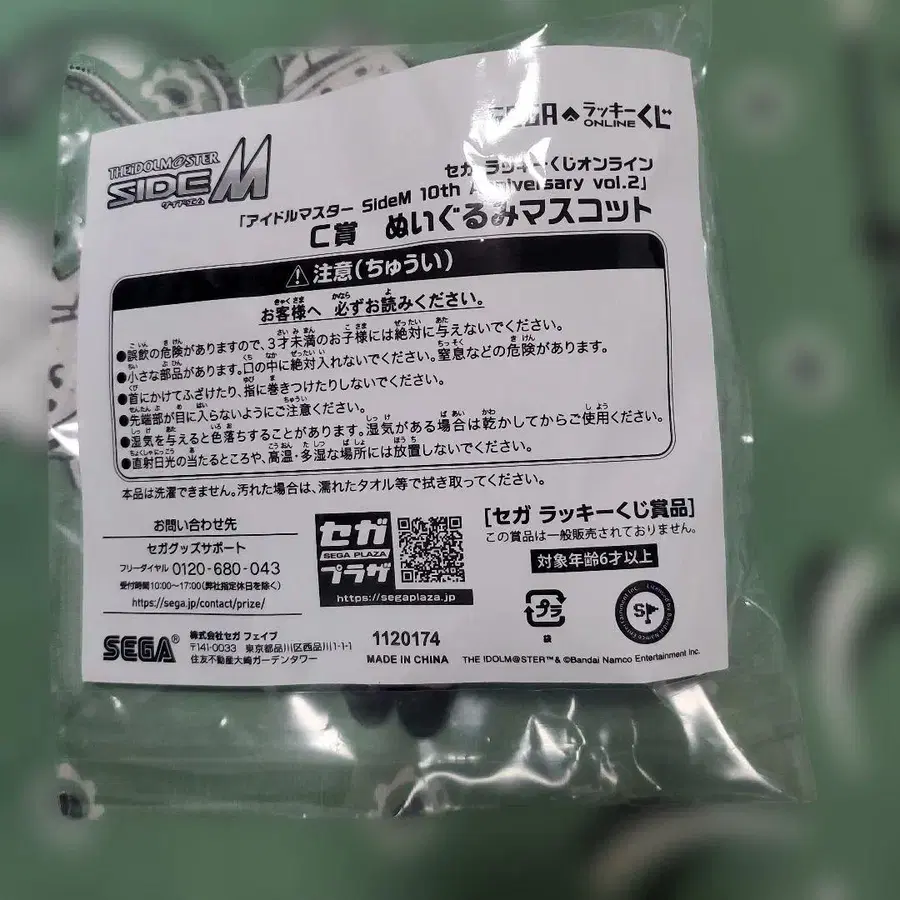 THE IDOLM@STER
SIDE M
サイドエム
SEGA ラッキーくじ
ONLINE
セガ ラッキーくじオンライン
「アイドルマスター SideM 10th Anniversary vol.2」
C賞 ぬいぐるみマスコット
注意(ちゅうい)
お客様へ 必ずお読みください。
●誤飲の危険がありますので、3才未満のお子様には絶対に与えないでください。
●小さな部品があります。口の中に絶対入れないでください。窒息などの危険があります。
●首にかけてふざけたり、指に巻きつけたりしないでください。
●先端部が目に入らないようにご注意ください。
●湿気を与えると色落ちすることがあります。湿気がある場合は乾かしてからご使用ください。
●直射日光の当たるところや、高温・多湿な場所には放置しないでください。
本品は洗濯できません。汚れた場合は、濡れたタオル等で拭き取ってください。
お問い合わせ先
セガグッズサポート
フリーダイヤル 0120-680-043
受付時間10:00~17:00(弊社指定休日を除く)
https://sega.jp/contact/prize/
セガ
SEGA PLAZA
プラザ
https://segaplaza.jp
[セガ ラッキーくじ賞品]
この賞品は一般販売されておりません。
対象年齢6才以上
プラ
袋
SEGA®
株式会社セガ フェイブ
〒141-0033 東京都品川区西品川1-1-1
住友不動産大崎ガーデンタワー
1120174
MADE IN CHINA
THE IDOLM@STER™ & ©Bandai Namco Entertainment Inc.